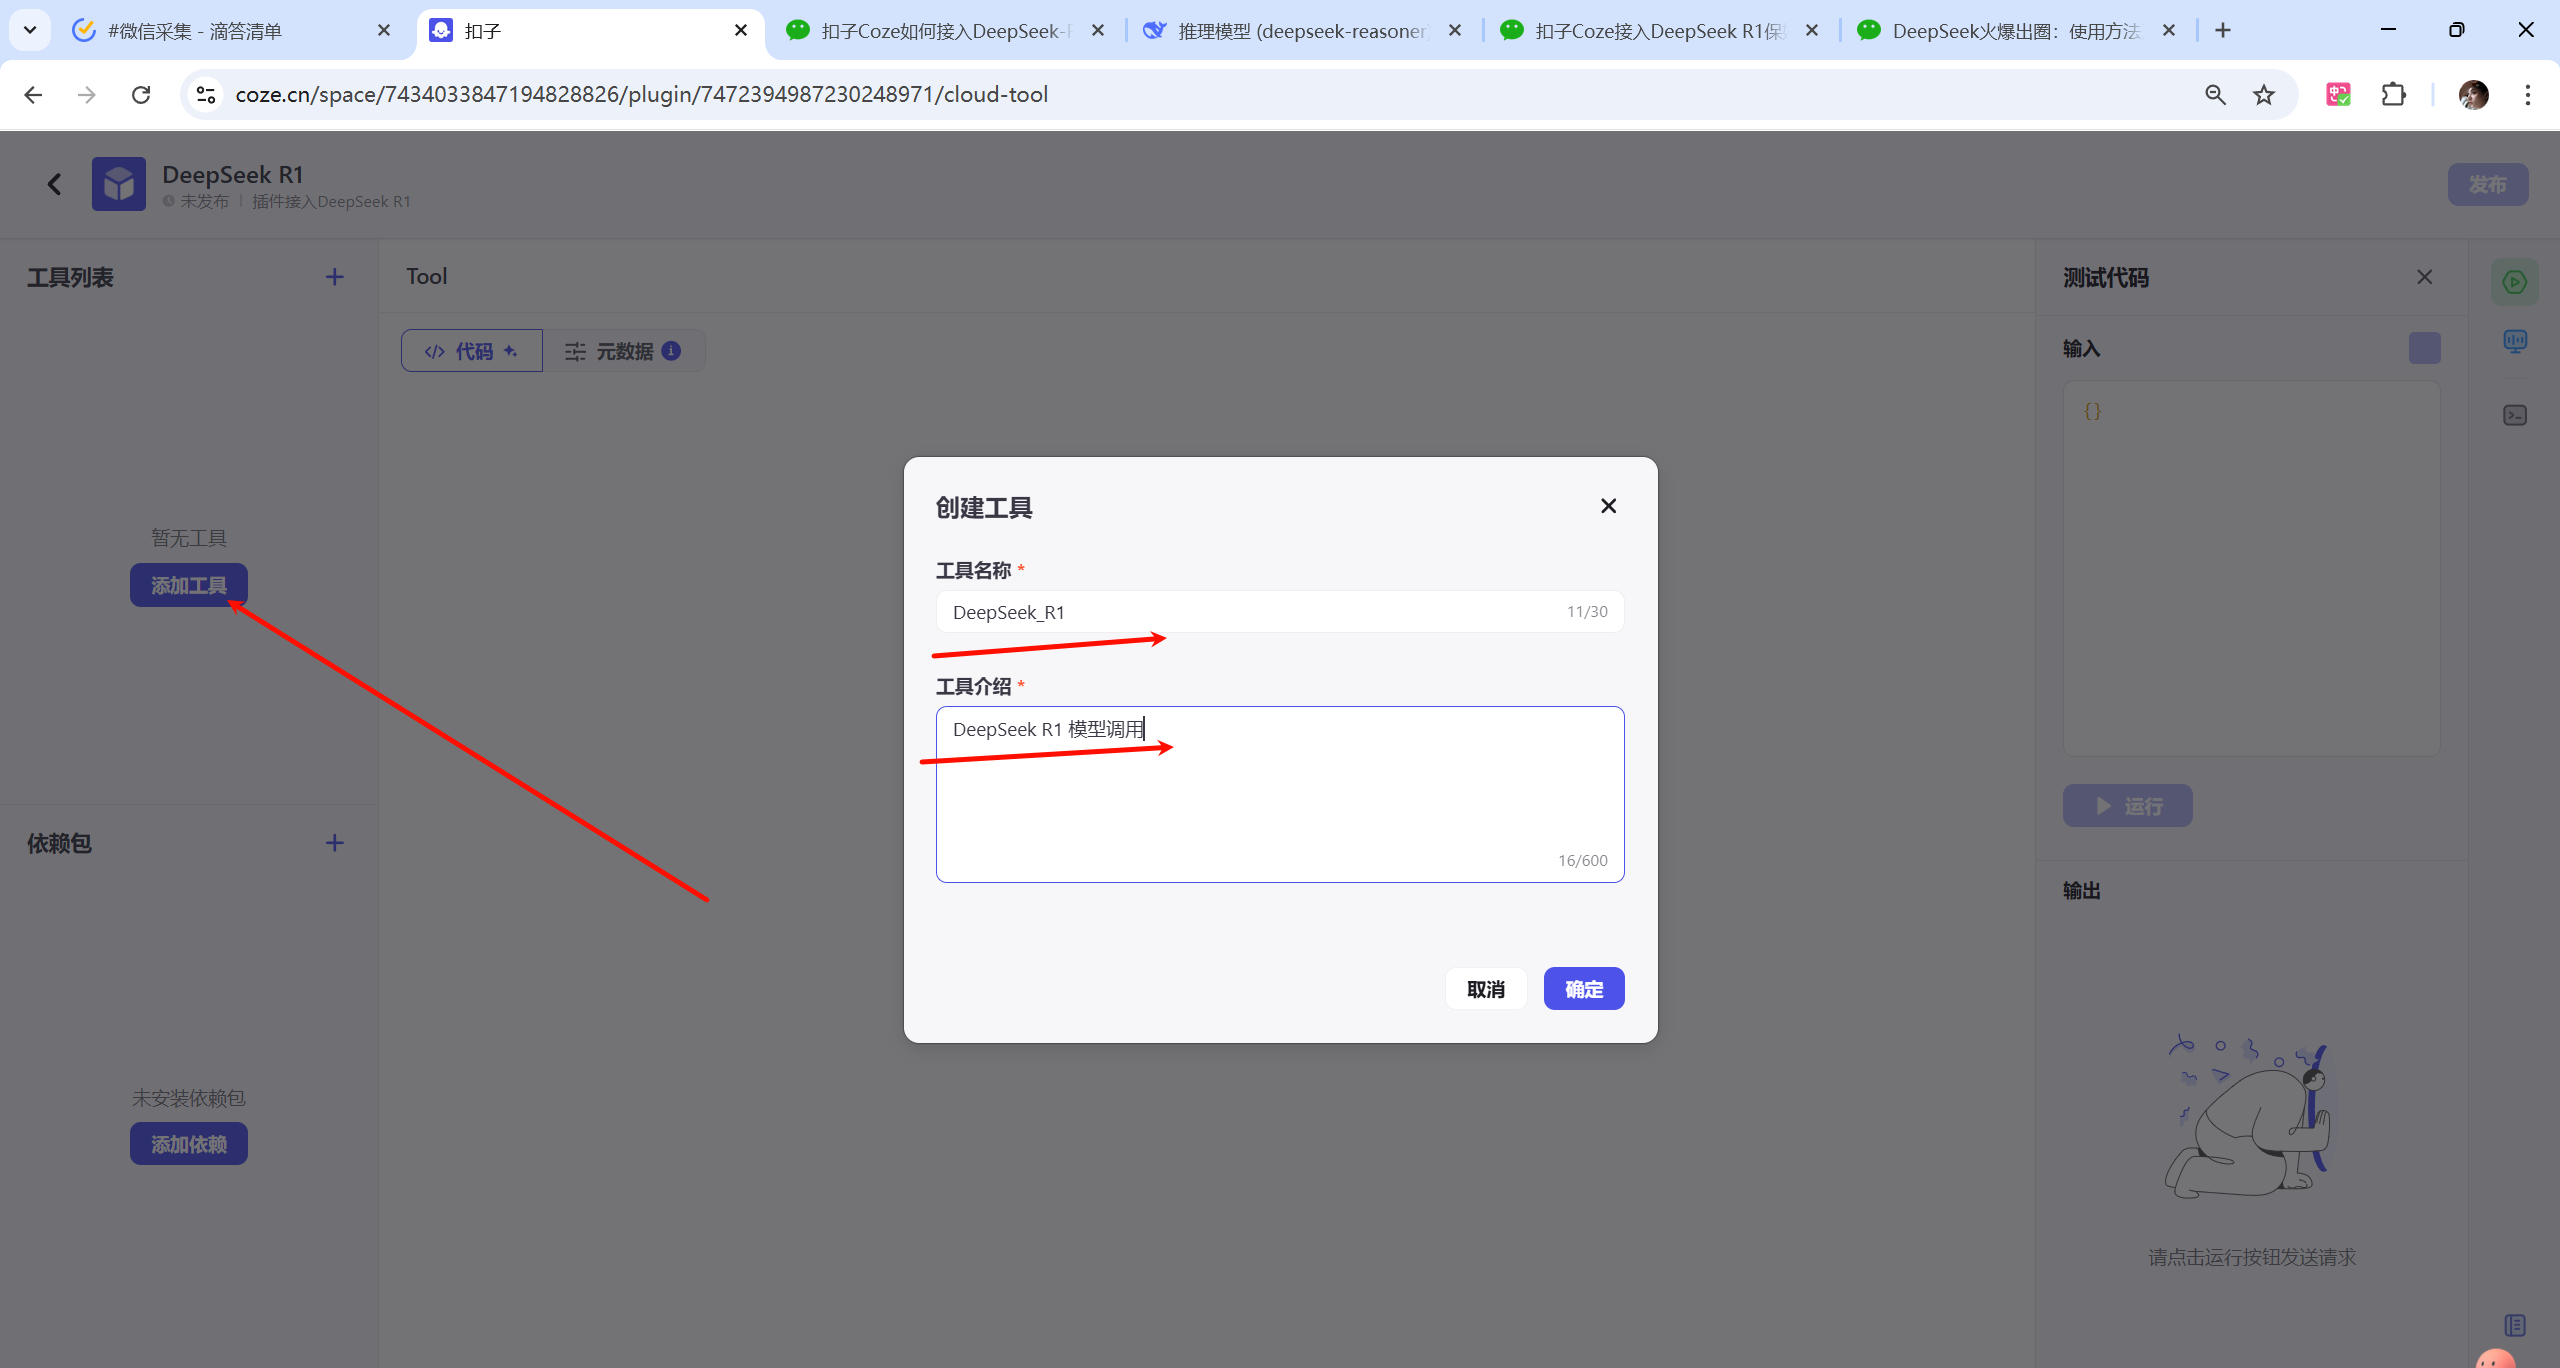 #微信采集 - 滴答清单
扣子
扣子Coze如何接入DeepSeek-
推理模型 (deepseek-reasoner
扣子Coze接入DeepSeek R1保
DeepSeek火爆出圈：使用方法
coze.cn/space/7434033847194828826/plugin/7472394987230248971/cloud-tool
DeepSeek R1
未发布 | 插件接入DeepSeek R1
发布
工具列表
Tool
测试代码
代码
元数据
输入
{}
暂无工具
添加工具
创建工具
工具名称 *
DeepSeek_R1
11/30
工具介绍 *
DeepSeek R1 模型调用
16/600
取消
确定
运行
依赖包
输出
未安装依赖包
添加依赖
请点击运行按钮发送请求